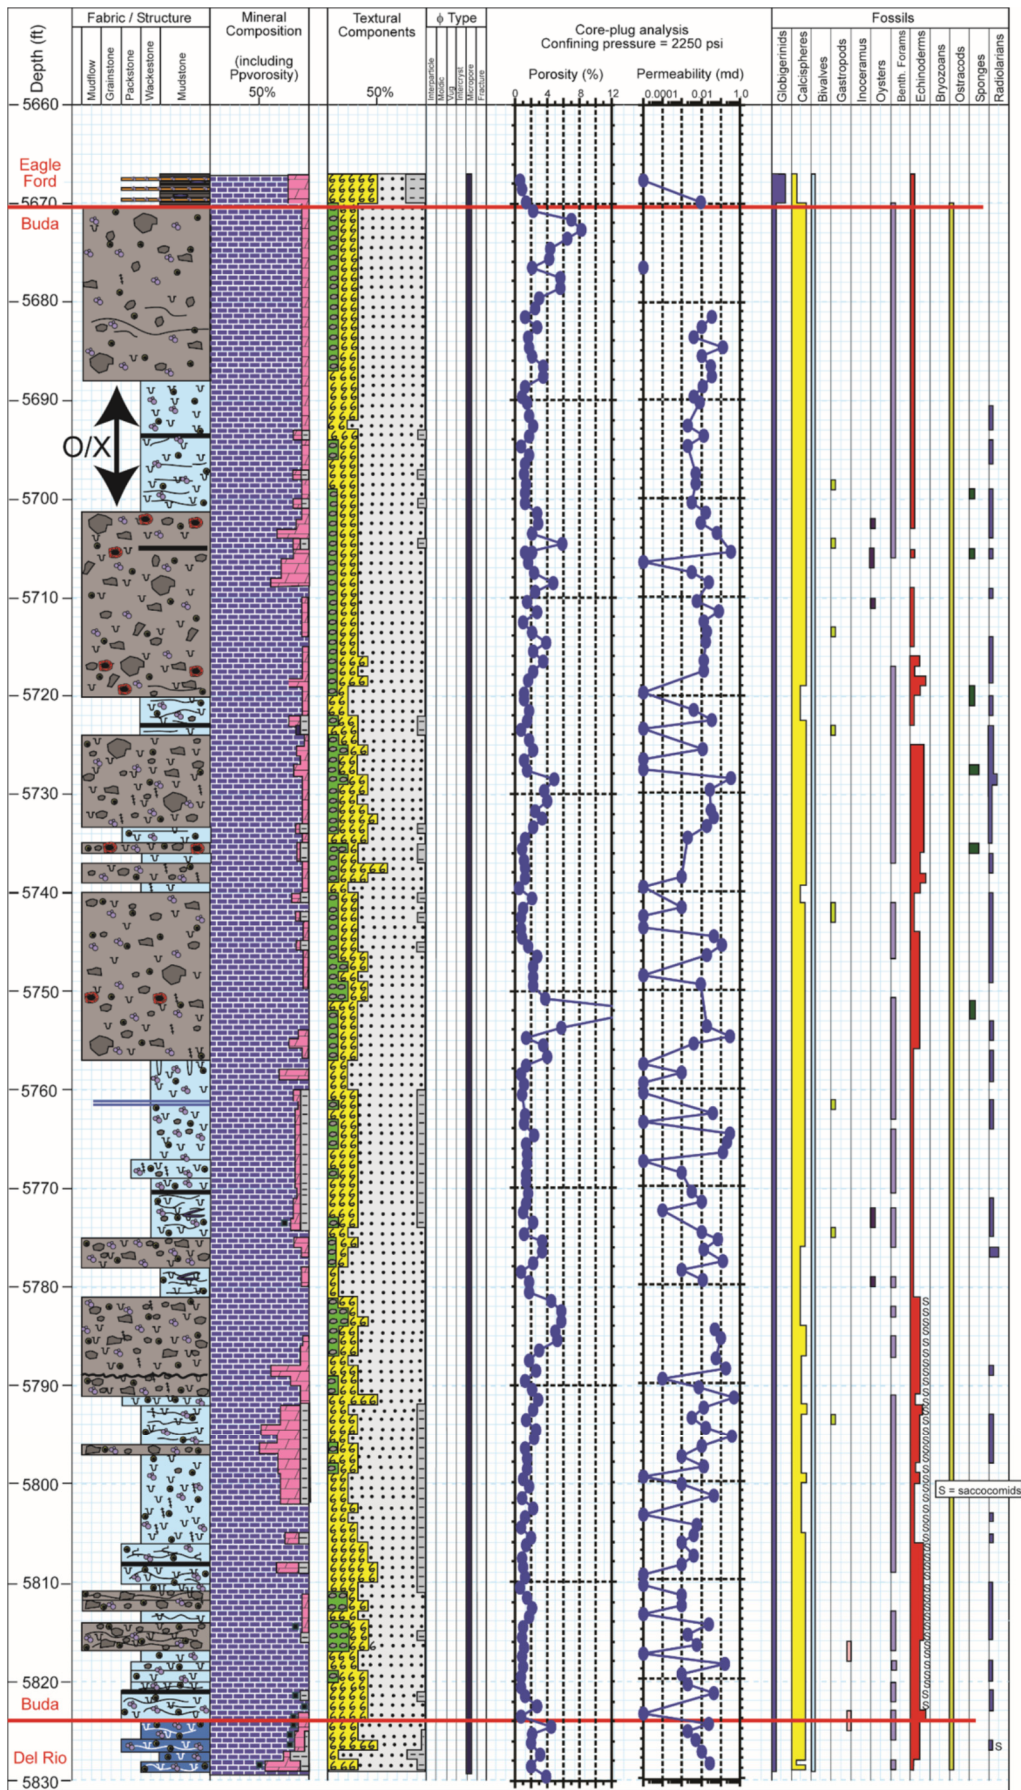 Depth (ft)
Fabric / Structure
Mudflow
Grainstone
Packstone
Wackestone
Mudstone
Mineral
Composition
(including
Ppvorosity)
50%
Textural
Components
50%
ϕ Type
Interparticle
Moldic
Vug
Intercryst
Micropore
Fracture
Core-plug analysis
Confining pressure = 2250 psi
Porosity (%)
0 4 8 12
Permeability (md)
0.0001 0.01 1.0
Fossils
Globigerinids
Calcispheres
Bivalves
Gastropods
Inoceramus
Oysters
Benth. Forams
Echinoderms
Bryozoans
Ostracods
Sponges
Radiolarians
5660
Eagle
Ford
5670
Buda
5680
5690
O/X
5700
5710
5720
5730
5740
5750
5760
5770
5780
5790
5800
S = saccocomids
5810
5820
Buda
Del Rio
S
5830